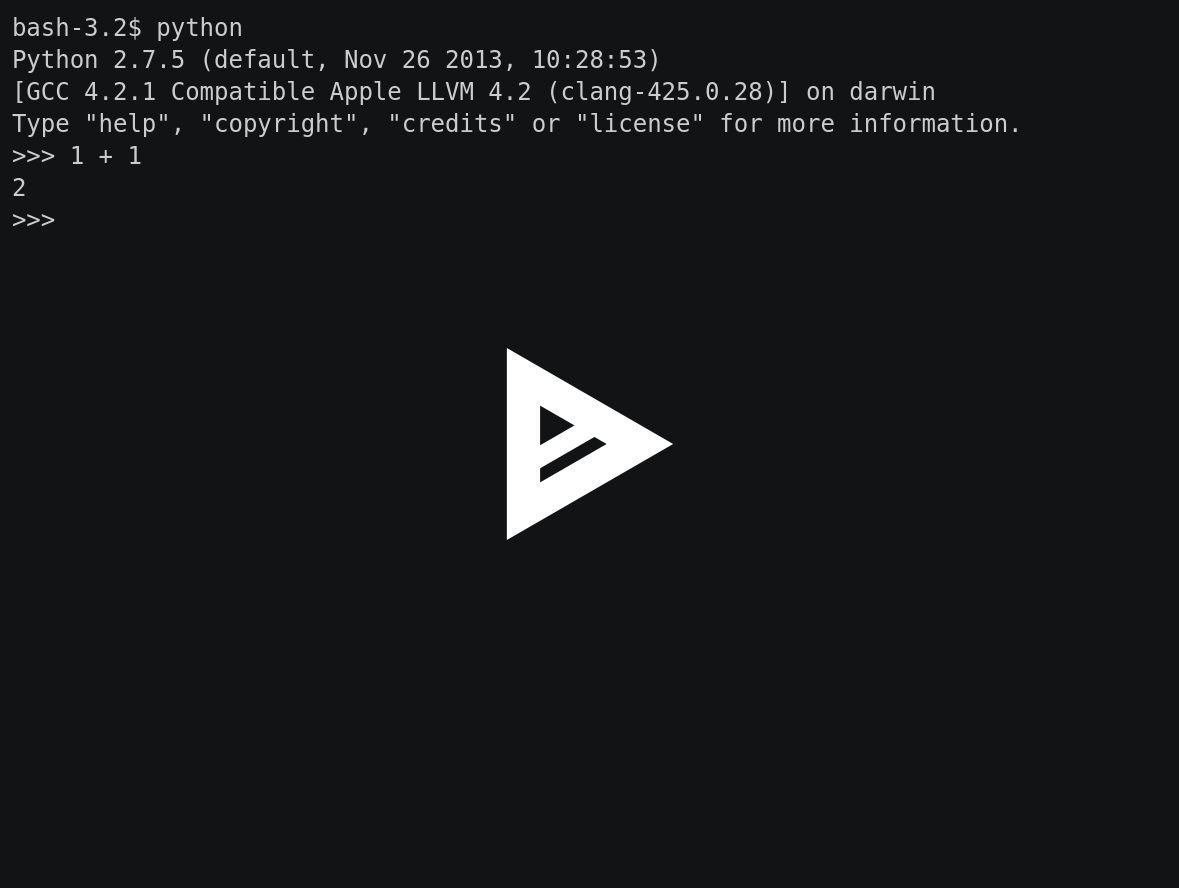 bash-3.2$ python
Python 2.7.5 (default, Nov 26 2013, 10:28:53)
[GCC 4.2.1 Compatible Apple LLVM 4.2 (clang-425.0.28)] on darwin
Type "help", "copyright", "credits" or "license" for more information.
>>> 1 + 1
2
>>>